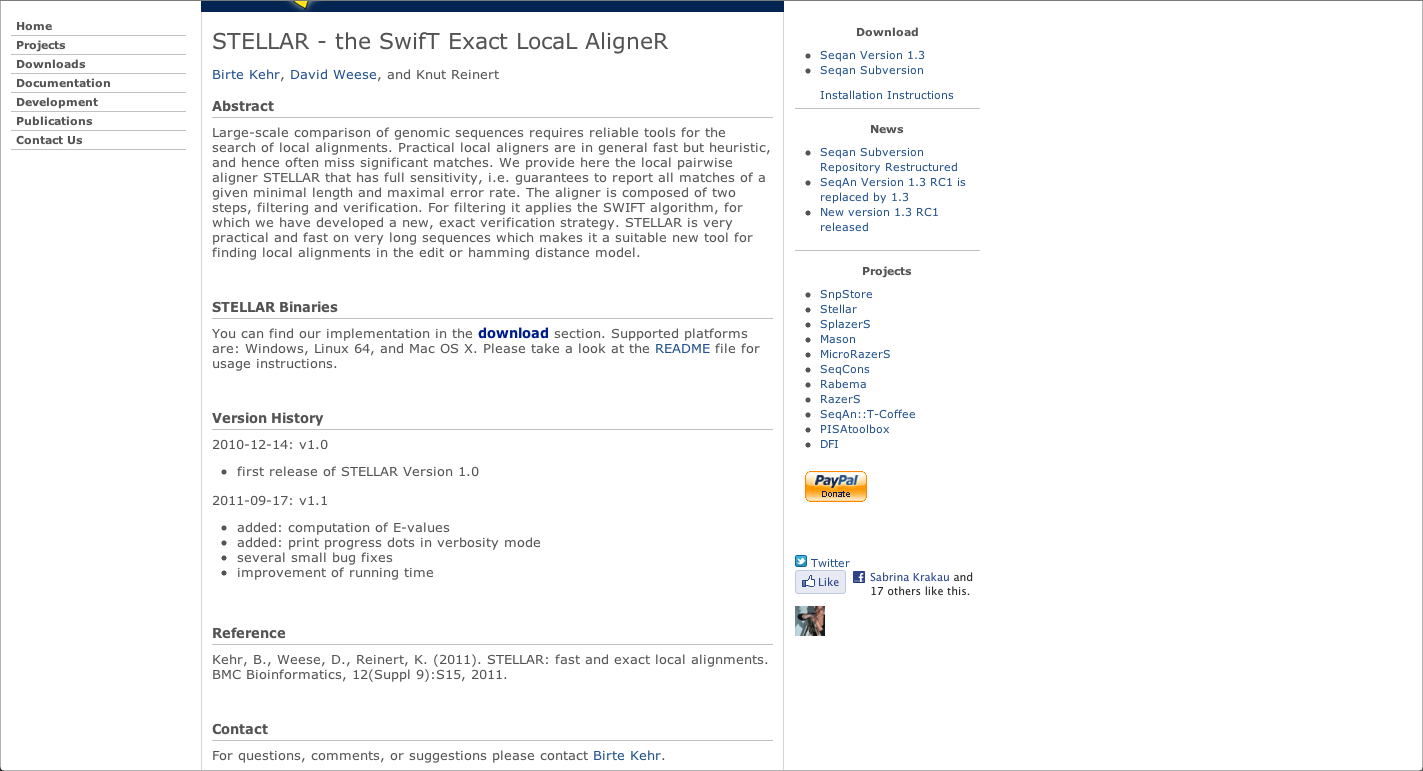 Home
Projects
Downloads
Documentation
Development
Publications
Contact Us
STELLAR - the SwifT Exact LocaL AligneR
Birte Kehr, David Weese, and Knut Reinert
Abstract
Large-scale comparison of genomic sequences requires reliable tools for the
search of local alignments. Practical local aligners are in general fast but heuristic,
and hence often miss significant matches. We provide here the local pairwise
aligner STELLAR that has full sensitivity, i.e. guarantees to report all matches of a
given minimal length and maximal error rate. The aligner is composed of two
steps, filtering and verification. For filtering it applies the SWIFT algorithm, for
which we have developed a new, exact verification strategy. STELLAR is very
practical and fast on very long sequences which makes it a suitable new tool for
finding local alignments in the edit or hamming distance model.
STELLAR Binaries
You can find our implementation in the download section. Supported platforms
are: Windows, Linux 64, and Mac OS X. Please take a look at the README file for
usage instructions.
Version History
2010-12-14: v1.0
• first release of STELLAR Version 1.0
2011-09-17: v1.1
• added: computation of E-values
• added: print progress dots in verbosity mode
• several small bug fixes
• improvement of running time
Reference
Kehr, B., Weese, D., Reinert, K. (2011). STELLAR: fast and exact local alignments.
BMC Bioinformatics, 12(Suppl 9):S15, 2011.
Contact
For questions, comments, or suggestions please contact Birte Kehr.
Download
• Seqan Version 1.3
• Seqan Subversion
Installation Instructions
News
• Seqan Subversion
Repository Restructured
• SeqAn Version 1.3 RC1 is
replaced by 1.3
• New version 1.3 RC1
released
Projects
• SnpStore
• Stellar
• SplazerS
• Mason
• MicroRazerS
• SeqCons
• Rabema
• RazerS
• SeqAn::T-Coffee
• PISAtoolbox
• DFI
PayPal
Donate
Twitter
Like
Sabrina Krakau and
17 others like this.